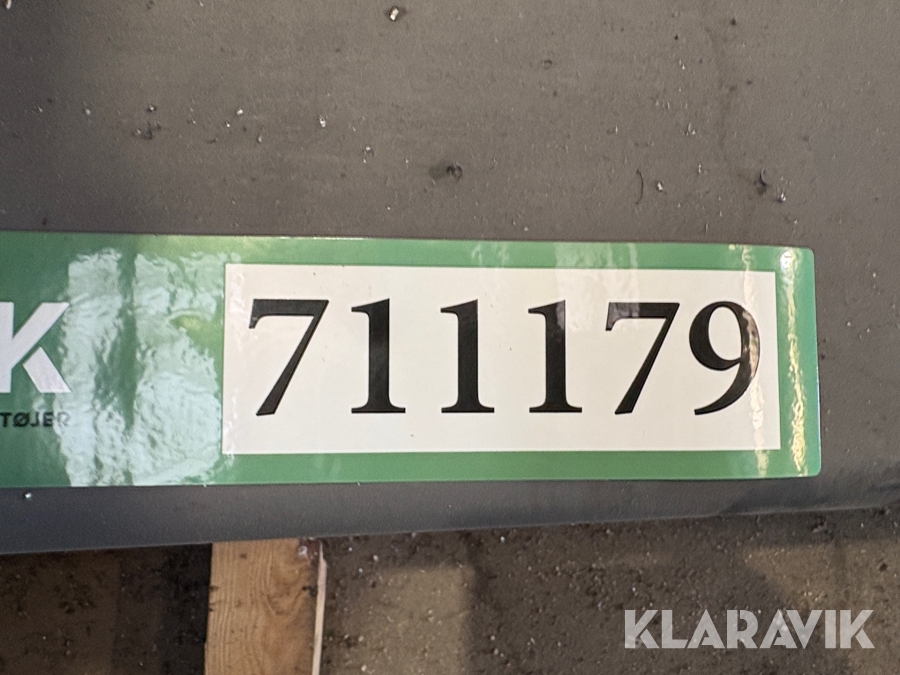 K
TØJER
711179
KLARAVIK